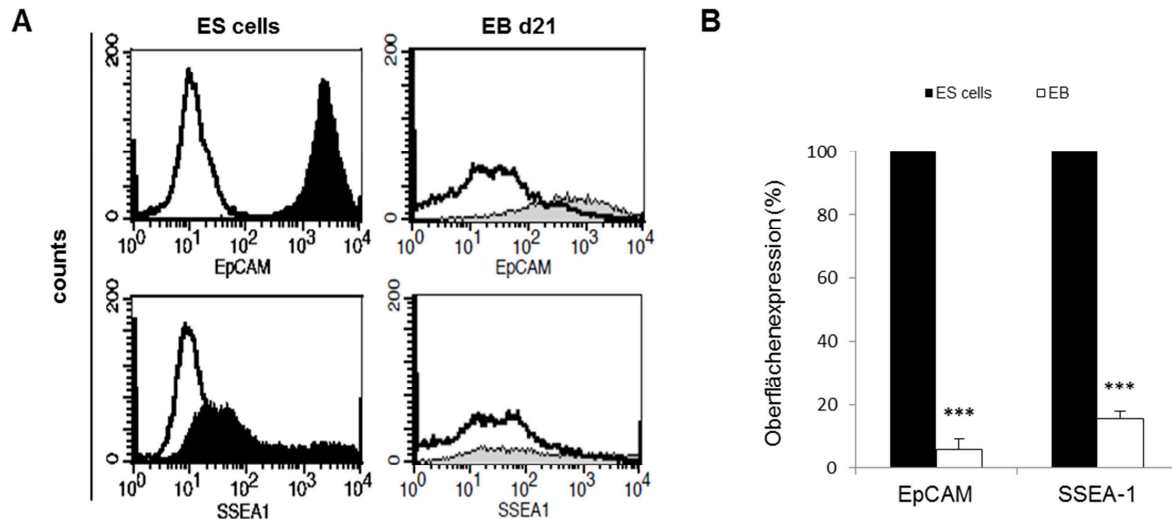 A
ES cells
EB d21
B
counts
200
0
10^0 10^1 10^2 10^3 10^4
EpCAM
200
0
10^0 10^1 10^2 10^3 10^4
EpCAM
200
0
10^0 10^1 10^2 10^3 10^4
SSEA1
200
0
10^0 10^1 10^2 10^3 10^4
SSEA1
ES cells EB
Oberflächenexpression (%)
100
80
60
40
20
0
***
***
EpCAM SSEA-1